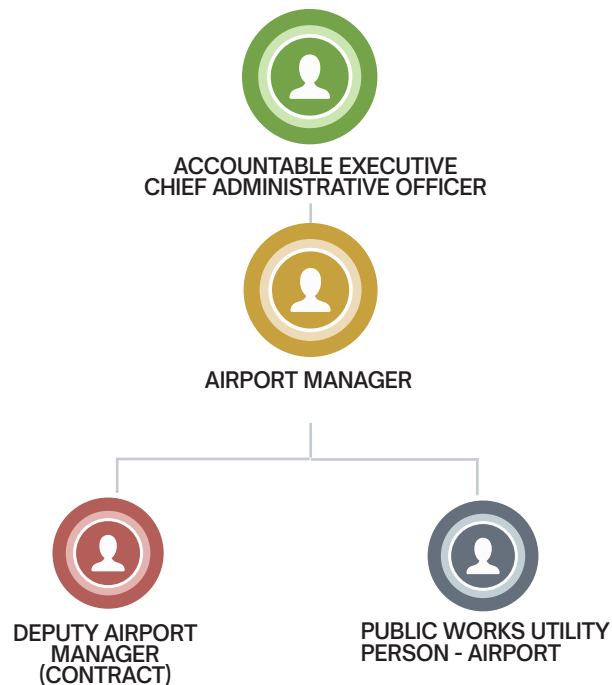 ACCOUNTABLE EXECUTIVE
CHIEF ADMINISTRATIVE OFFICER
AIRPORT MANAGER
DEPUTY AIRPORT
MANAGER
(CONTRACT)
PUBLIC WORKS UTILITY
PERSON - AIRPORT